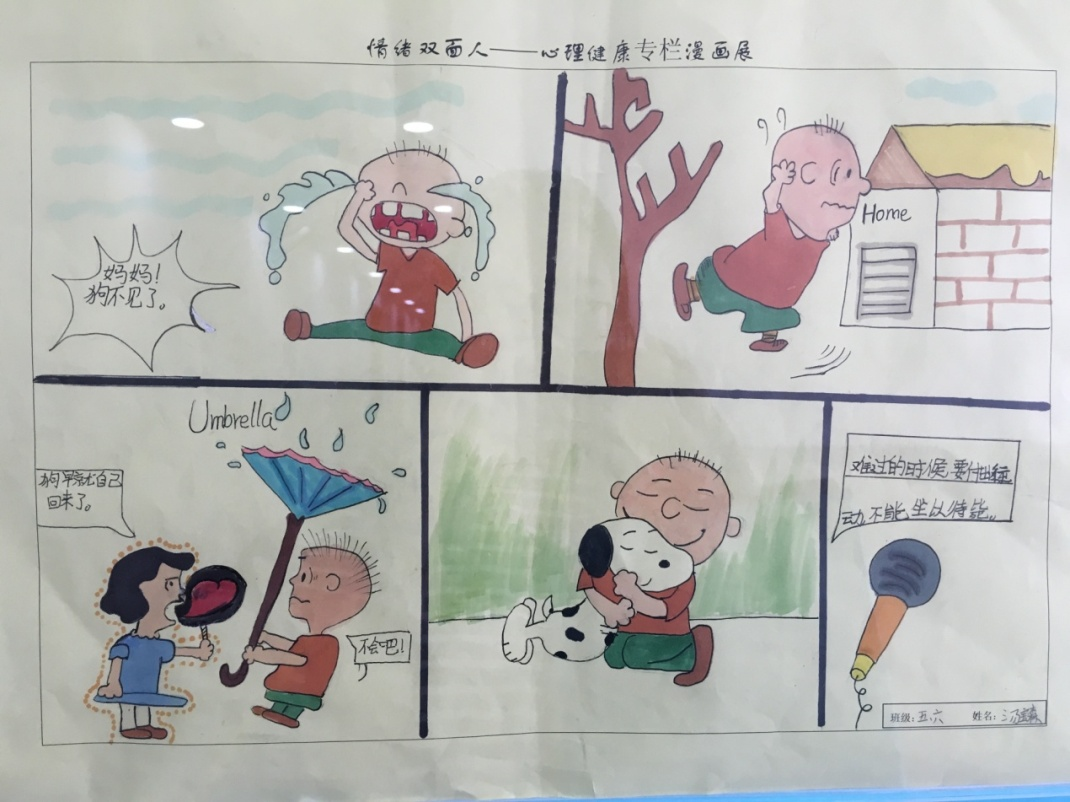 情绪双面人——心理健康专栏漫画展
妈妈!
狗不见了。
Home
Umbrella
狗早就自己
回来了。
不会吧!
难过的时候,要付出行
动,不能坐以待毙。
班级:五六 姓名: